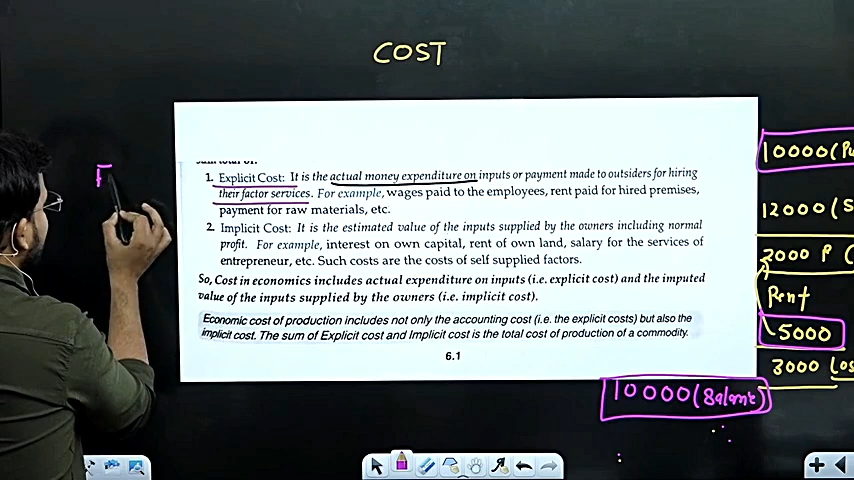 COST
sum total of:
1. Explicit Cost: It is the actual money expenditure on inputs or payment made to outsiders for hiring
their factor services. For example, wages paid to the employees, rent paid for hired premises,
payment for raw materials, etc.
2. Implicit Cost: It is the estimated value of the inputs supplied by the owners including normal
profit. For example, interest on own capital, rent of own land, salary for the services of
entrepreneur, etc. Such costs are the costs of self supplied factors.
So, Cost in economics includes actual expenditure on inputs (i.e. explicit cost) and the imputed
value of the inputs supplied by the owners (i.e. implicit cost).
Economic cost of production includes not only the accounting cost (i.e. the explicit costs) but also the
implicit cost. The sum of Explicit cost and Implicit cost is the total cost of production of a commodity.
6.1
10000 (Pu
12000 (S
2000 P (
Rent
-5000
3000 Los
10000 (Balance)